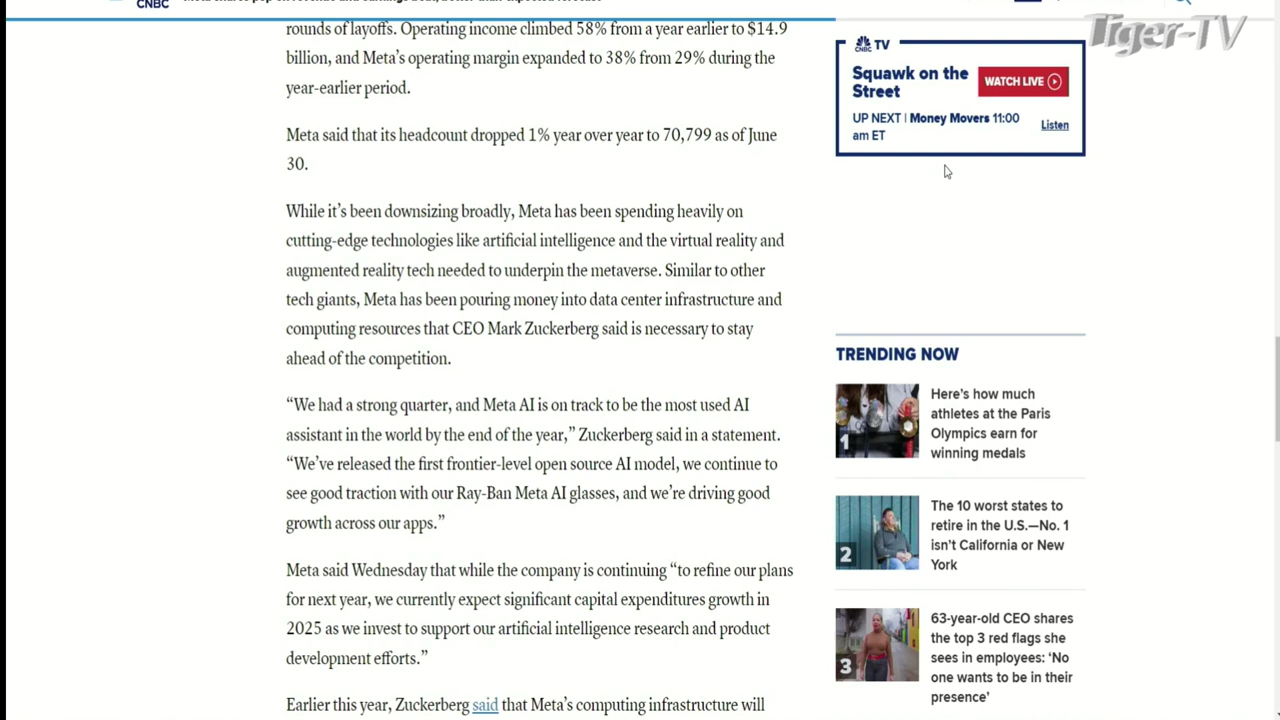 CNBC
Tiger-TV
rounds of layoffs. Operating income climbed 58% from a year earlier to $14.9
billion, and Meta’s operating margin expanded to 38% from 29% during the
year-earlier period.
Meta said that its headcount dropped 1% year over year to 70,799 as of June
30.
While it’s been downsizing broadly, Meta has been spending heavily on
cutting-edge technologies like artificial intelligence and the virtual reality and
augmented reality tech needed to underpin the metaverse. Similar to other
tech giants, Meta has been pouring money into data center infrastructure and
computing resources that CEO Mark Zuckerberg said is necessary to stay
ahead of the competition.
“We had a strong quarter, and Meta AI is on track to be the most used AI
assistant in the world by the end of the year,” Zuckerberg said in a statement.
“We’ve released the first frontier-level open source AI model, we continue to
see good traction with our Ray-Ban Meta AI glasses, and we’re driving good
growth across our apps.”
Meta said Wednesday that while the company is continuing “to refine our plans
for next year, we currently expect significant capital expenditures growth in
2025 as we invest to support our artificial intelligence research and product
development efforts.”
Earlier this year, Zuckerberg said that Meta’s computing infrastructure will
CNBC TV
Squawk on the
Street
WATCH LIVE
UP NEXT | Money Movers 11:00
am ET
Listen
TRENDING NOW
1
Here’s how much
athletes at the Paris
Olympics earn for
winning medals
2
The 10 worst states to
retire in the U.S.—No. 1
isn’t California or New
York
3
63-year-old CEO shares
the top 3 red flags she
sees in employees: ‘No
one wants to be in their
presence’